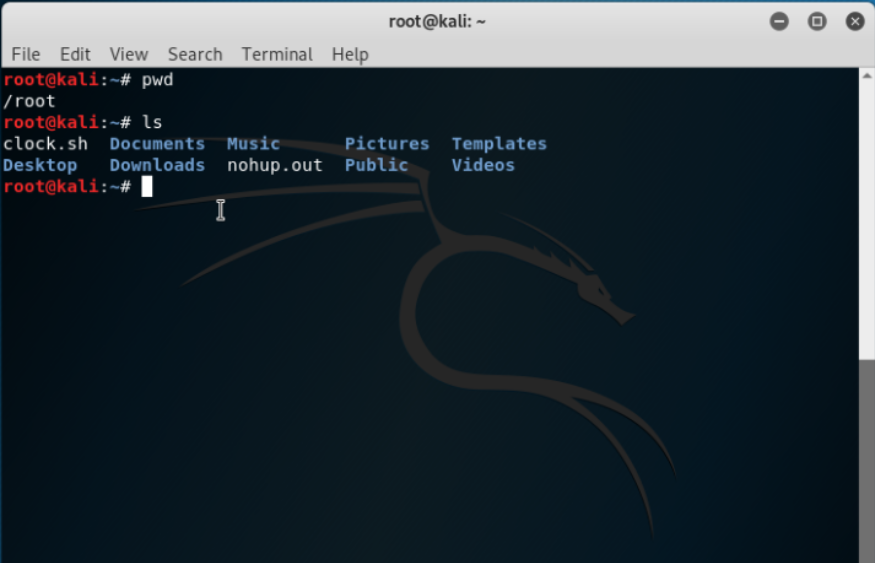 root@kali: ~
File Edit View Search Terminal Help
root@kali:~# pwd
/root
root@kali:~# ls
clock.sh Documents Music Pictures Templates
Desktop Downloads nohup.out Public Videos
root@kali:~#